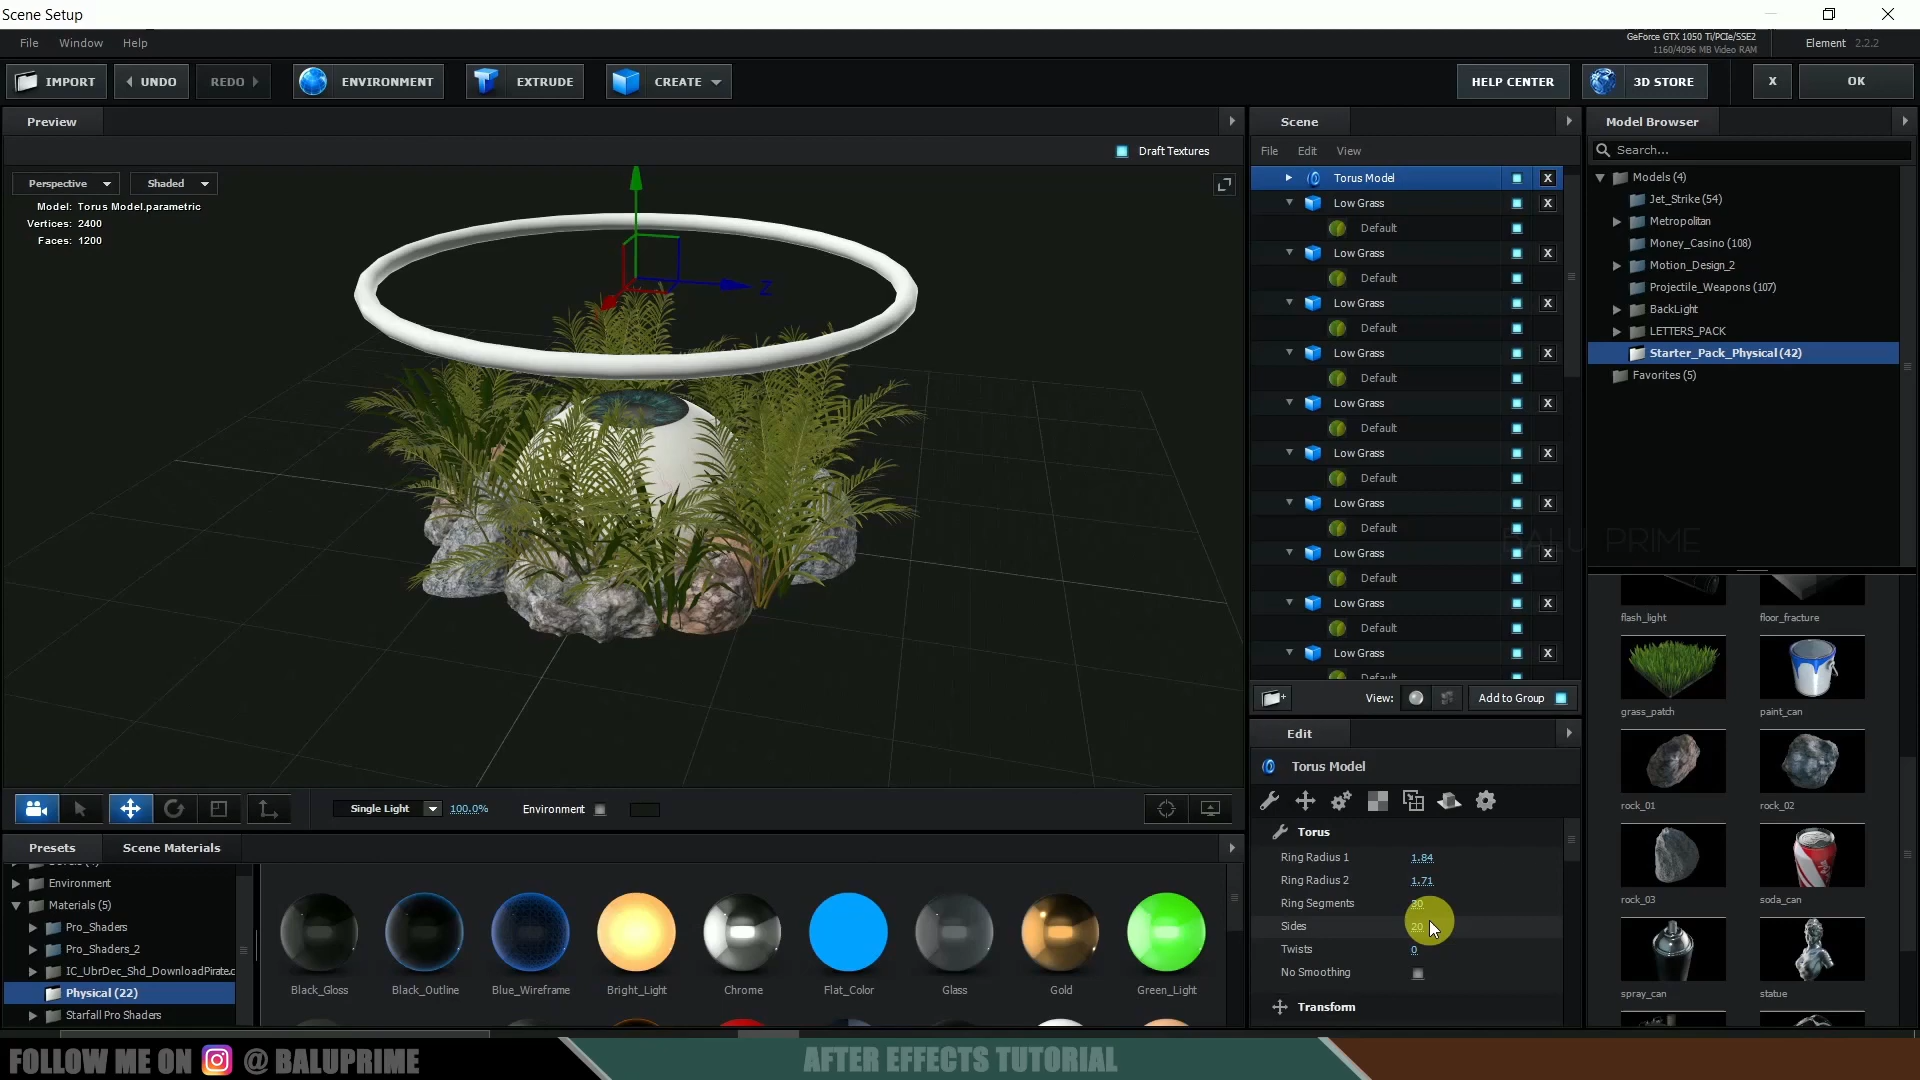 Scene Setup
File Window Help
GeForce GTX 1050 Ti/PCIe/SSE2
1160/4096 MB Video RAM
Element 2.2.2
IMPORT UNDO REDO ENVIRONMENT EXTRUDE CREATE HELP CENTER 3D STORE X OK
Preview
Draft Textures
Perspective Shaded
Model: Torus Model.parametric
Vertices: 2400
Faces: 1200
Z
Single Light 100.0% Environment
Scene
File Edit View
Torus Model X
Low Grass X
Default
Low Grass X
Default
Low Grass X
Default
Low Grass X
Default
Low Grass X
Default
Low Grass X
Default
Low Grass X
Default
Low Grass X
Default
Low Grass X
Default
Low Grass X
Default
View: Add to Group
Edit
Torus Model
Torus
Ring Radius 1 1.84
Ring Radius 2 1.71
Ring Segments 30
Sides 20
Twists 0
No Smoothing
Transform
Model Browser
Search...
Models (4)
Jet_Strike (54)
Metropolitan
Money_Casino (108)
Motion_Design_2
Projectile_Weapons (107)
BackLight
LETTERS_PACK
Starter_Pack_Physical (42)
Favorites (5)
BALU PRIME
flash_light floor_fracture
grass_patch paint_can
rock_01 rock_02
rock_03 soda_can
spray_can statue
Presets Scene Materials
Environment
Materials (5)
Pro_Shaders
Pro_Shaders_2
IC_UbrDec_Shd_DownloadPirate.c
Physical (22)
Starfall Pro Shaders
Black_Gloss Black_Outline Blue_Wireframe Bright_Light Chrome Flat_Color Glass Gold Green_Light
FOLLOW ME ON @ BALUPRIME
AFTER EFFECTS TUTORIAL